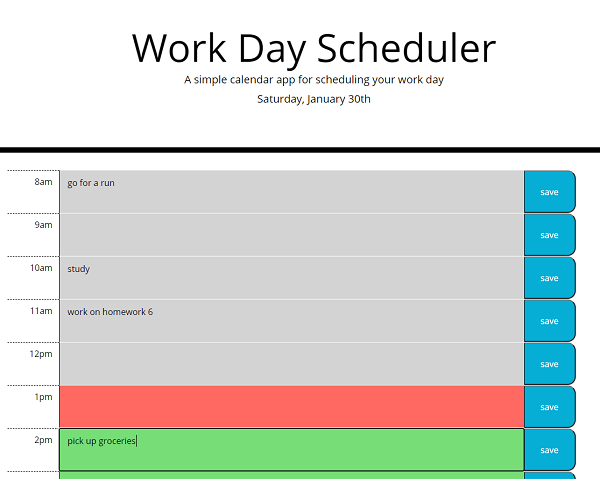 Work Day Scheduler
A simple calendar app for scheduling your work day
Saturday, January 30th
8am go for a run save
9am save
10am study save
11am work on homework 6 save
12pm save
1pm save
2pm pick up groceries save